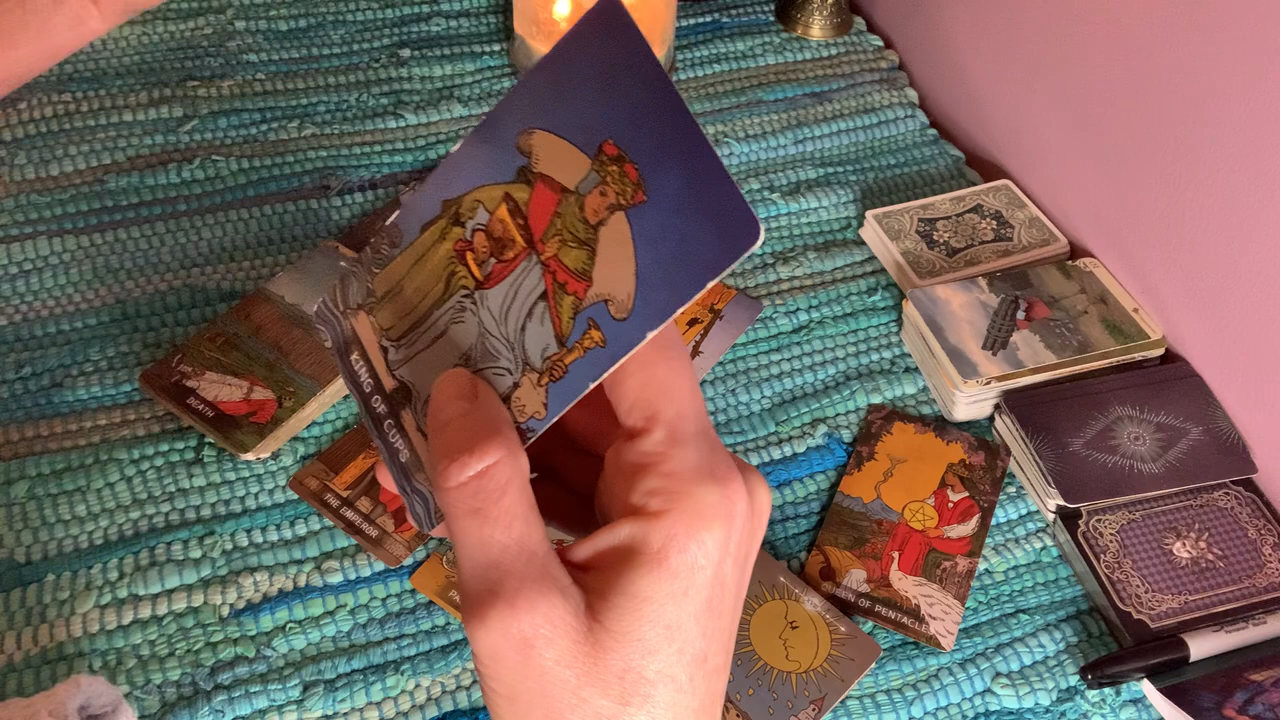 KING OF CUPS
DEATH
THE EMPEROR
QUEEN OF PENTACLES